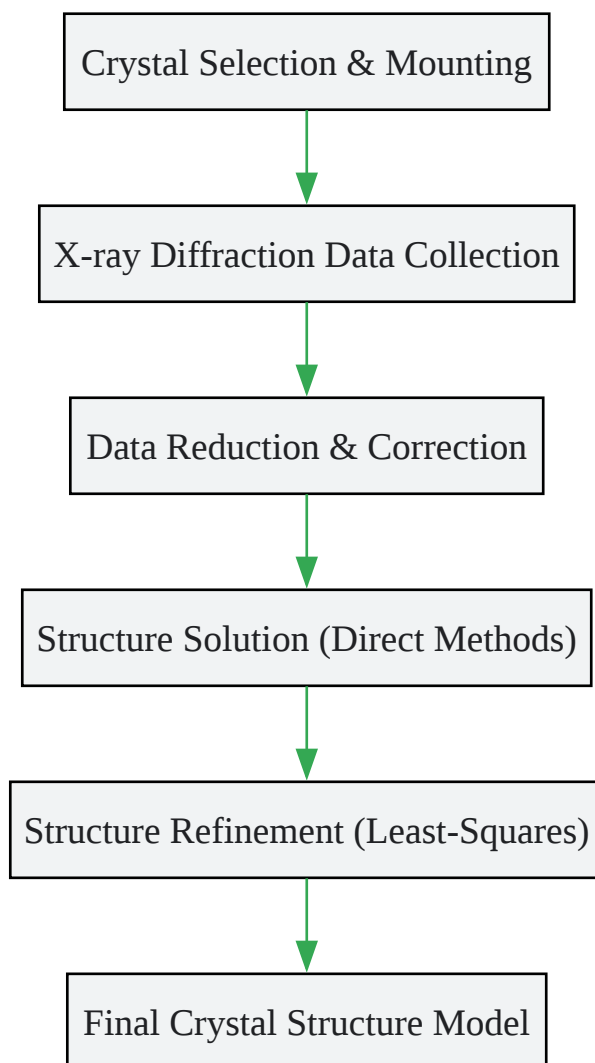 Crystal Selection & Mounting
X-ray Diffraction Data Collection
Data Reduction & Correction
Structure Solution (Direct Methods)
Structure Refinement (Least-Squares)
Final Crystal Structure Model